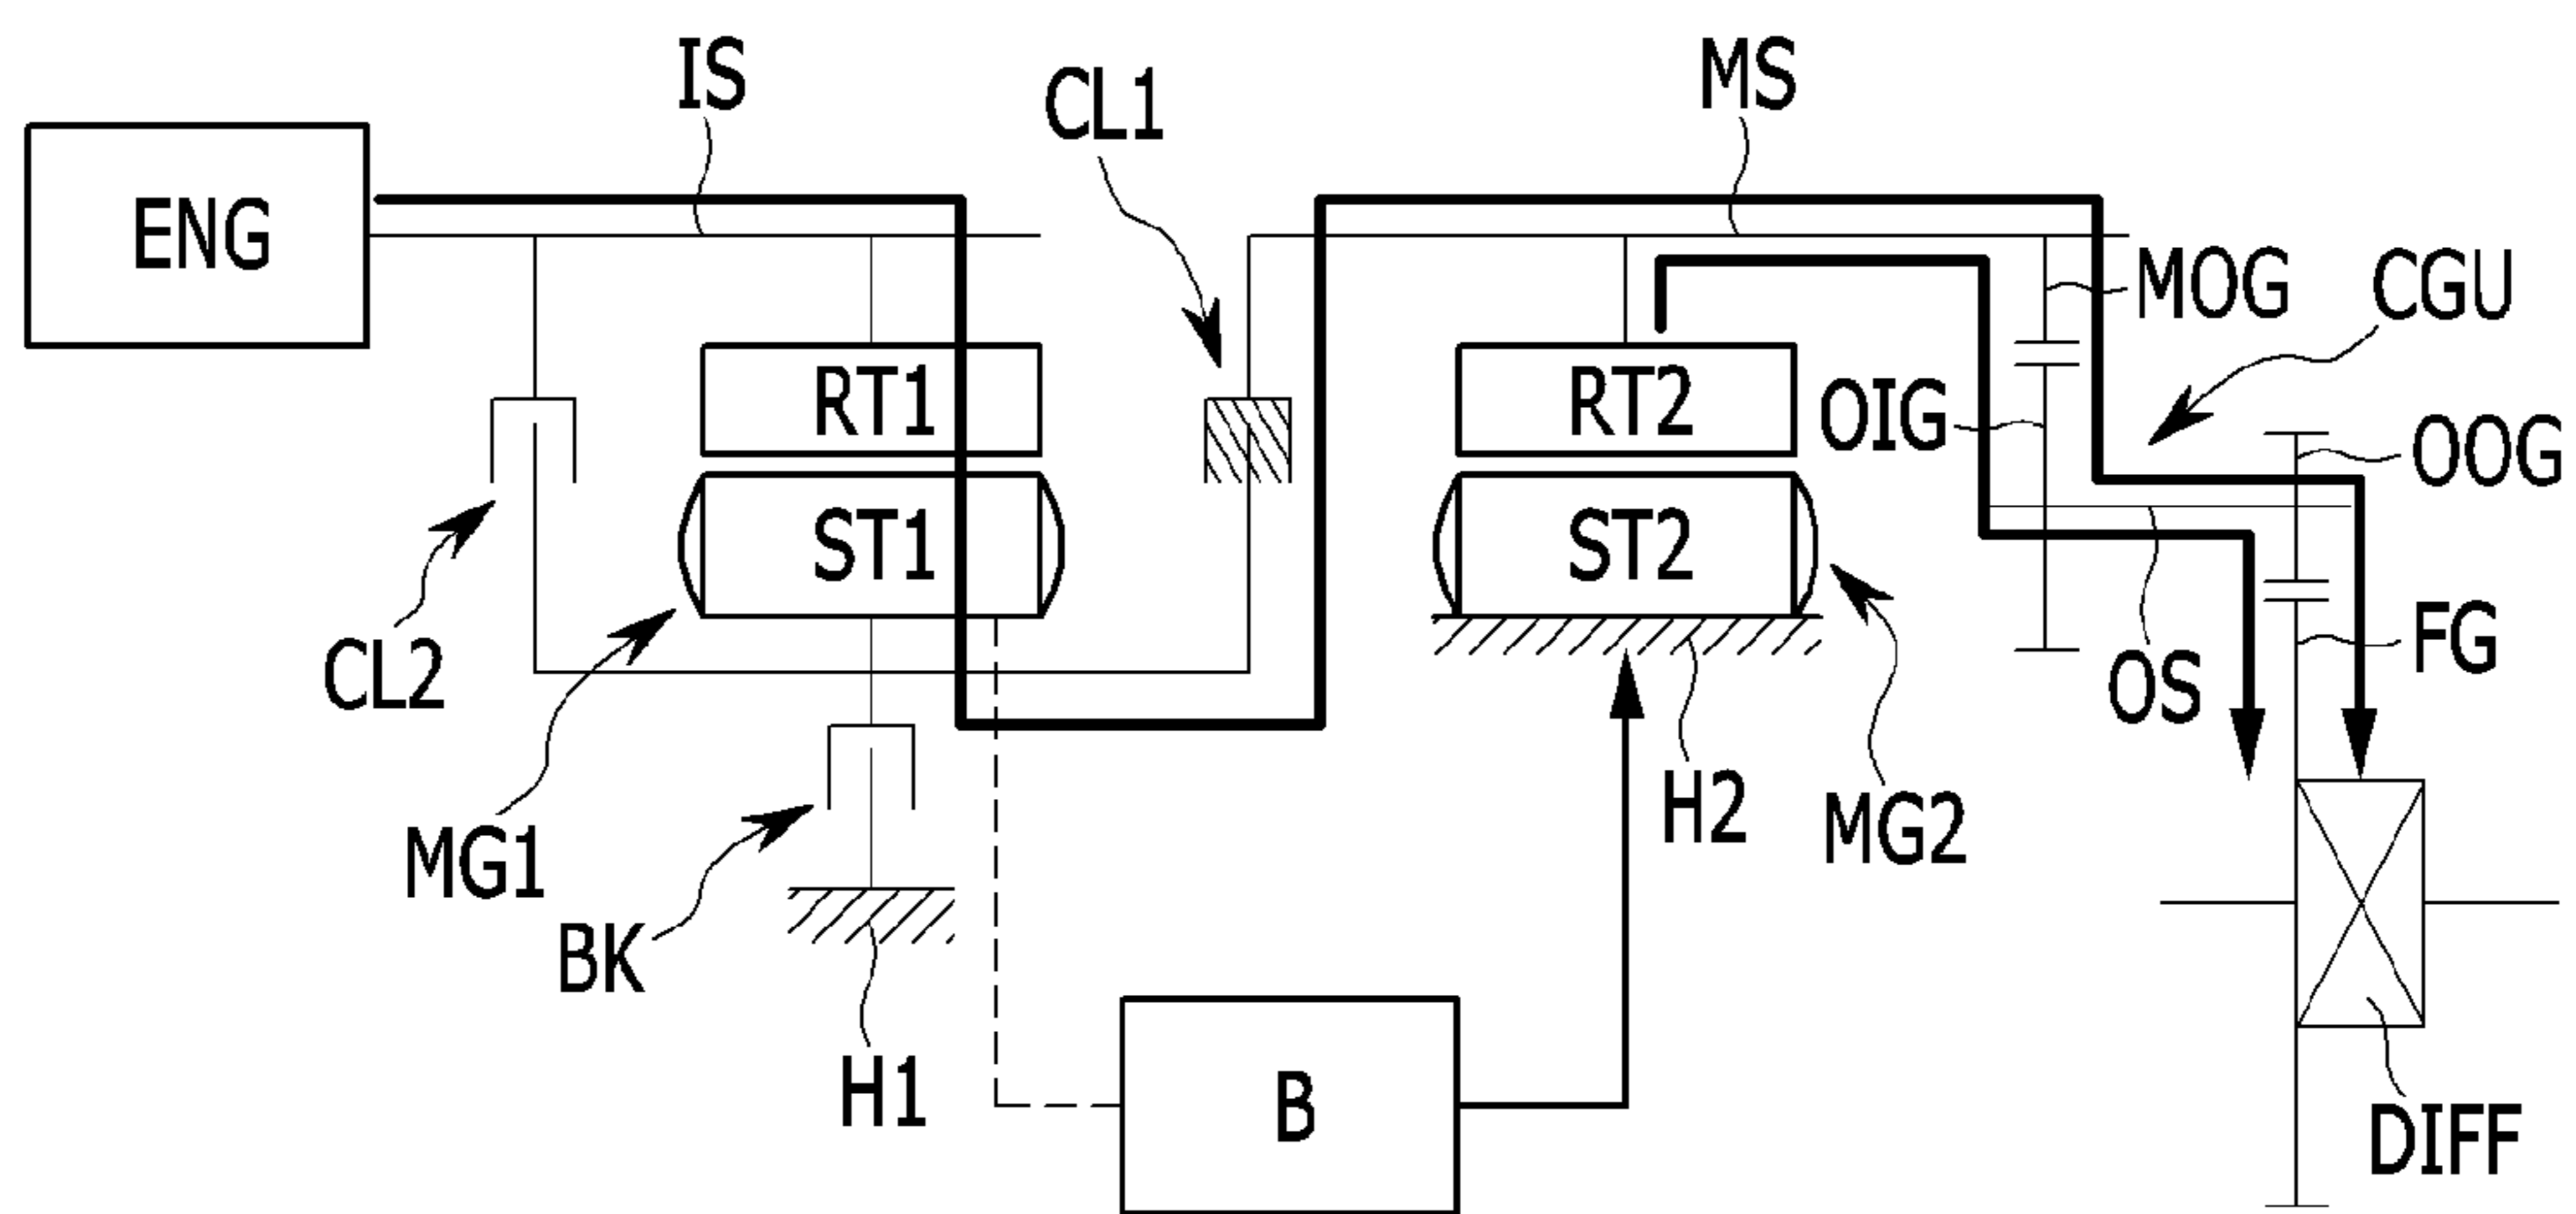 IS
MS
CL1
ENG
MOG
CGU
RT1
RT2
OIG
OOG
ST1
ST2
CL2
FG
OS
MG1
H2
MG2
BK
H1
B
DIFF